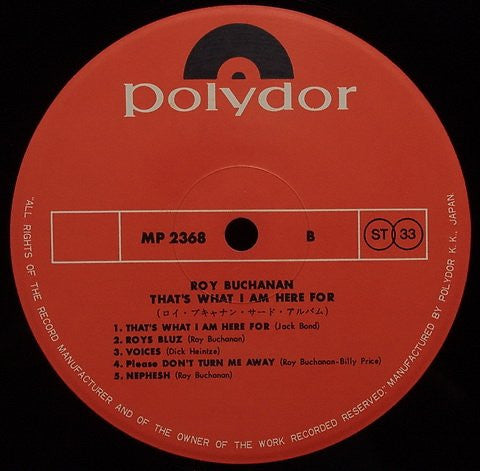 polydor
MP 2368 B ST 33
ROY BUCHANAN
THAT'S WHAT I AM HERE FOR
(ロイ・ブキャナン・サード・アルバム)
1. THAT'S WHAT I AM HERE FOR (Jack Bond)
2. ROYS BLUZ (Roy Buchanan)
3. VOICES (Dick Heintze)
4. Please DON'T TURN ME AWAY (Roy Buchanan-Billy Price)
5. NEPHESH (Roy Buchanan)
"ALL RIGHTS OF THE RECORD MANUFACTURER AND OF THE OWNER OF THE WORK RECORDED RESERVED." MANUFACTURED BY POLYDOR K.K., JAPAN